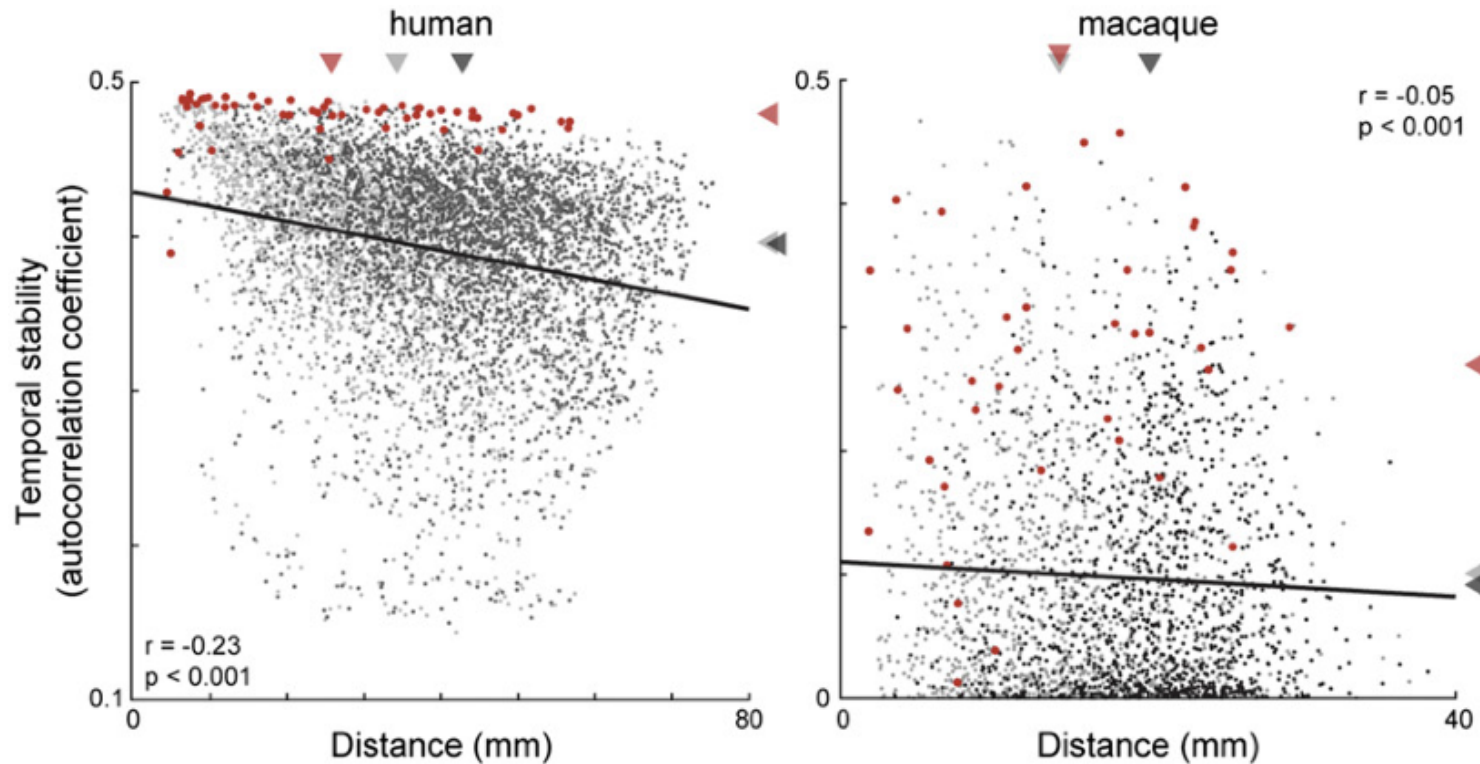 human
macaque
0.5
0.5
r = -0.05
p < 0.001
Temporal stability
(autocorrelation coefficient)
r = -0.23
p < 0.001
0.1
0
0
80
0
40
Distance (mm)
Distance (mm)